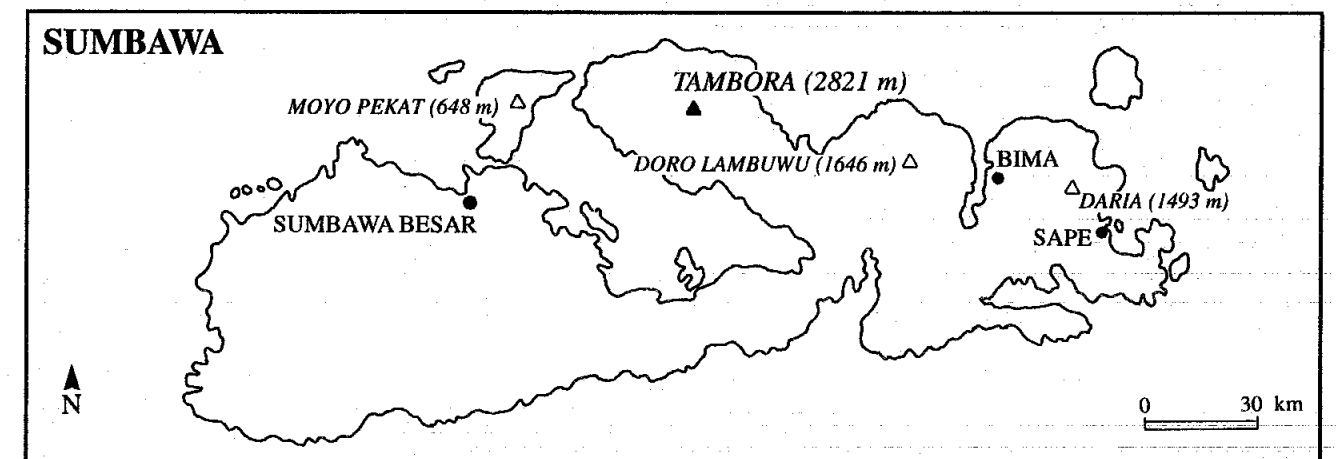 SUMBAWA
TAMBORA (2821 m)
MOYO PEKAT (648 m)
DORO LAMBUWU (1646 m)
BIMA
DARIA (1493 m)
SUMBAWA BESAR
SAPE
N
0 30 km